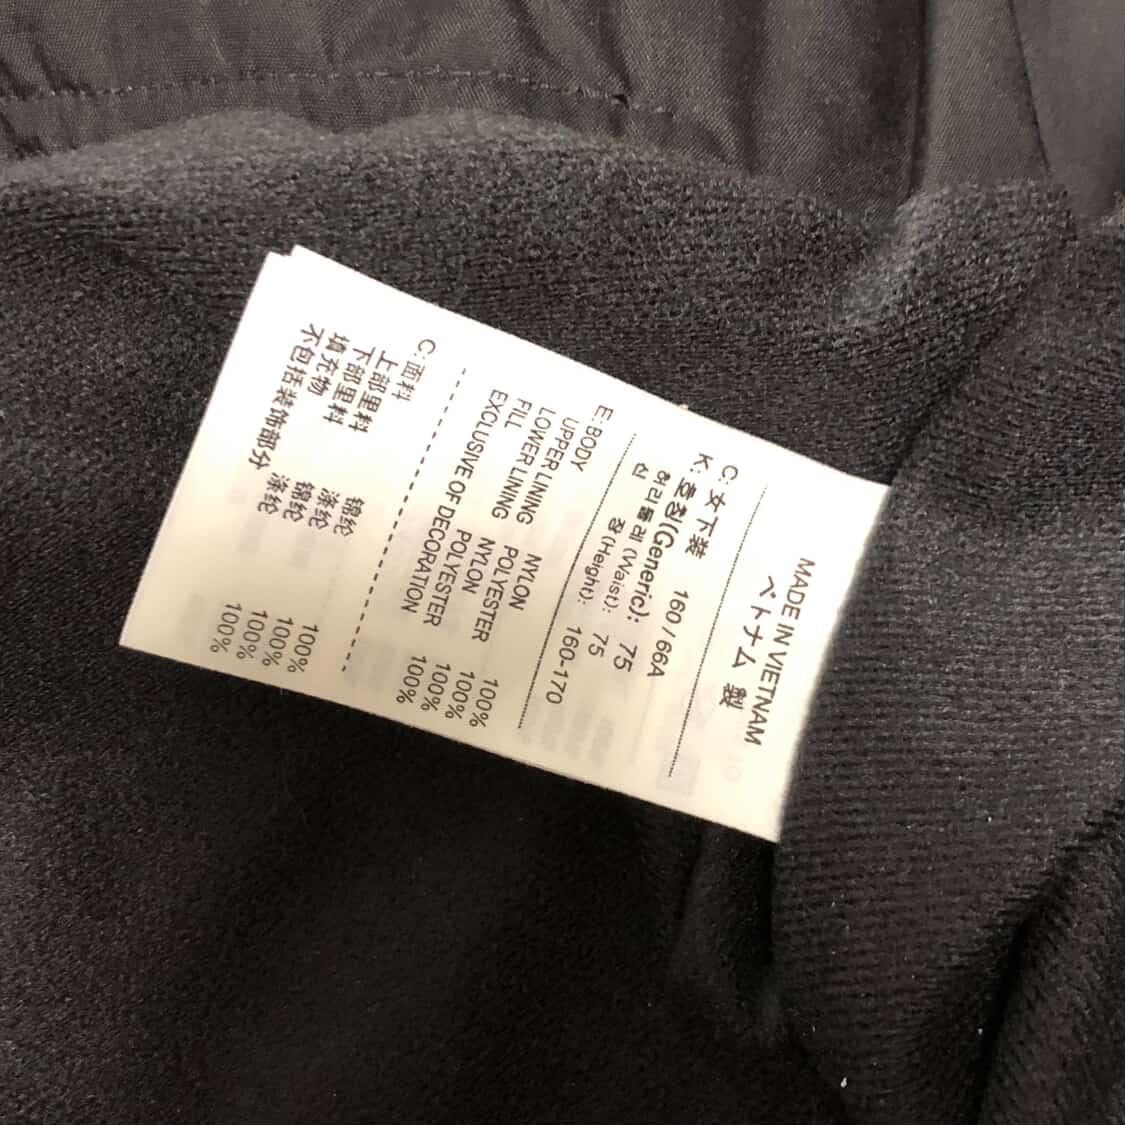 MADE IN VIETNAM
ベトナム 製
C: 女下装 160 / 66A
K: 호칭(Generic): 75
허리둘레 (Waist): 75
신 장 (Height): 160-170
E: BODY NYLON 100%
UPPER LINING POLYESTER 100%
LOWER LINING NYLON 100%
FILL POLYESTER 100%
EXCLUSIVE OF DECORATION
C:面料 锦纶 100%
上部里料 涤纶 100%
下部里料 锦纶 100%
填充物 涤纶 100%
不包括装饰部分